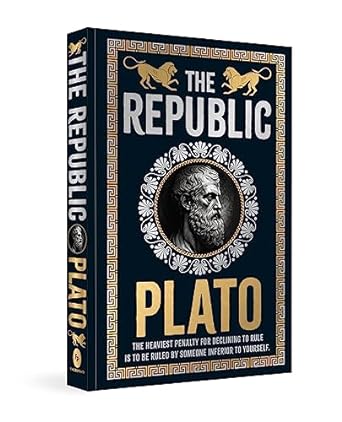 THE REPUBLIC
PLATO
THE
REPUBLIC
PLATO
THE HEAVIEST PENALTY FOR DECLINING TO RULE
IS TO BE RULED BY SOMEONE INFERIOR TO YOURSELF.